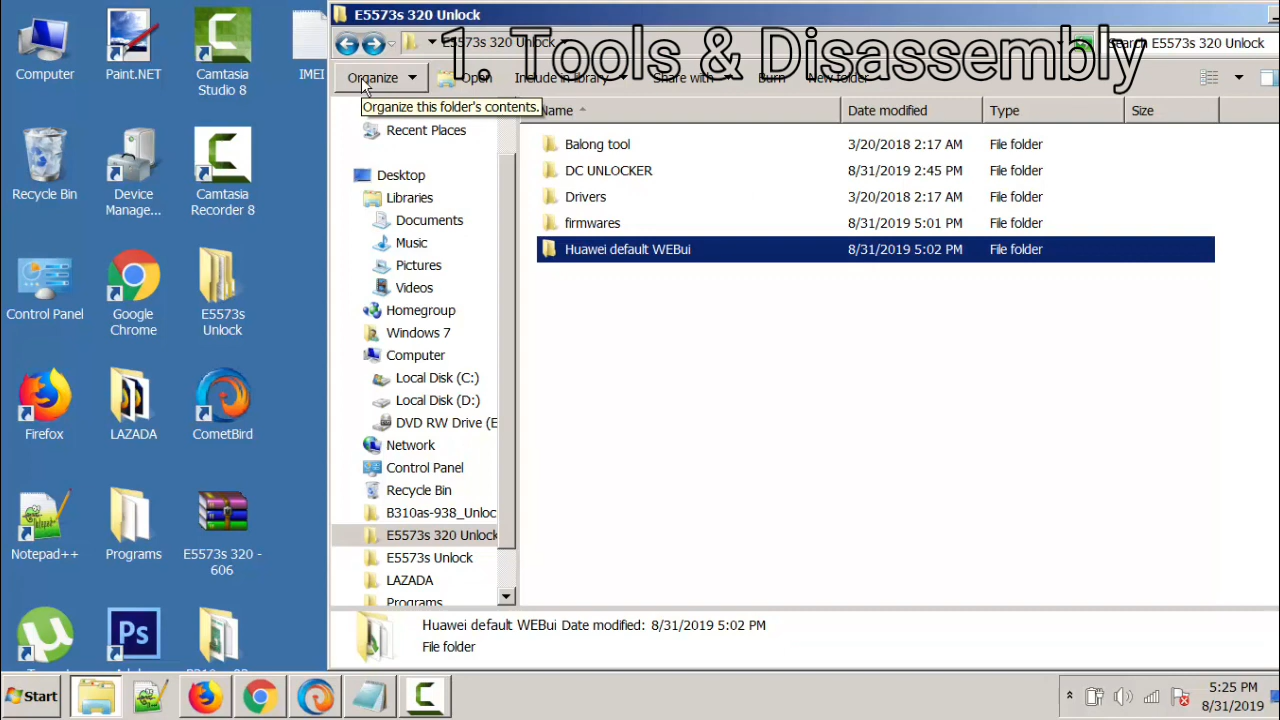 E5573s 320 Unlock
1. Tools & Disassembly
E5573s 320 Unlock
Search E5573s 320 Unlock
Organize
Open
Include in library
Share with
Burn
New folder
Organize this folder's contents.
Name
Date modified
Type
Size
Balong tool 3/20/2018 2:17 AM File folder
DC UNLOCKER 8/31/2019 2:45 PM File folder
Drivers 3/20/2018 2:17 AM File folder
firmwares 8/31/2019 5:01 PM File folder
Huawei default WEBui 8/31/2019 5:02 PM File folder
Recent Places
Desktop
Libraries
Documents
Music
Pictures
Videos
Homegroup
Windows 7
Computer
Local Disk (C:)
Local Disk (D:)
DVD RW Drive (E
Network
Control Panel
Recycle Bin
B310as-938_Unloc
E5573s 320 Unlock
E5573s Unlock
LAZADA
Programs
Huawei default WEBui Date modified: 8/31/2019 5:02 PM
File folder
Computer
Paint.NET
Camtasia
Studio 8
IMEI
Recycle Bin
Device
Manage...
Camtasia
Recorder 8
Control Panel
Google
Chrome
E5573s
Unlock
Firefox
LAZADA
CometBird
Notepad++
Programs
E5573s 320 -
606
Start
5:25 PM
8/31/2019